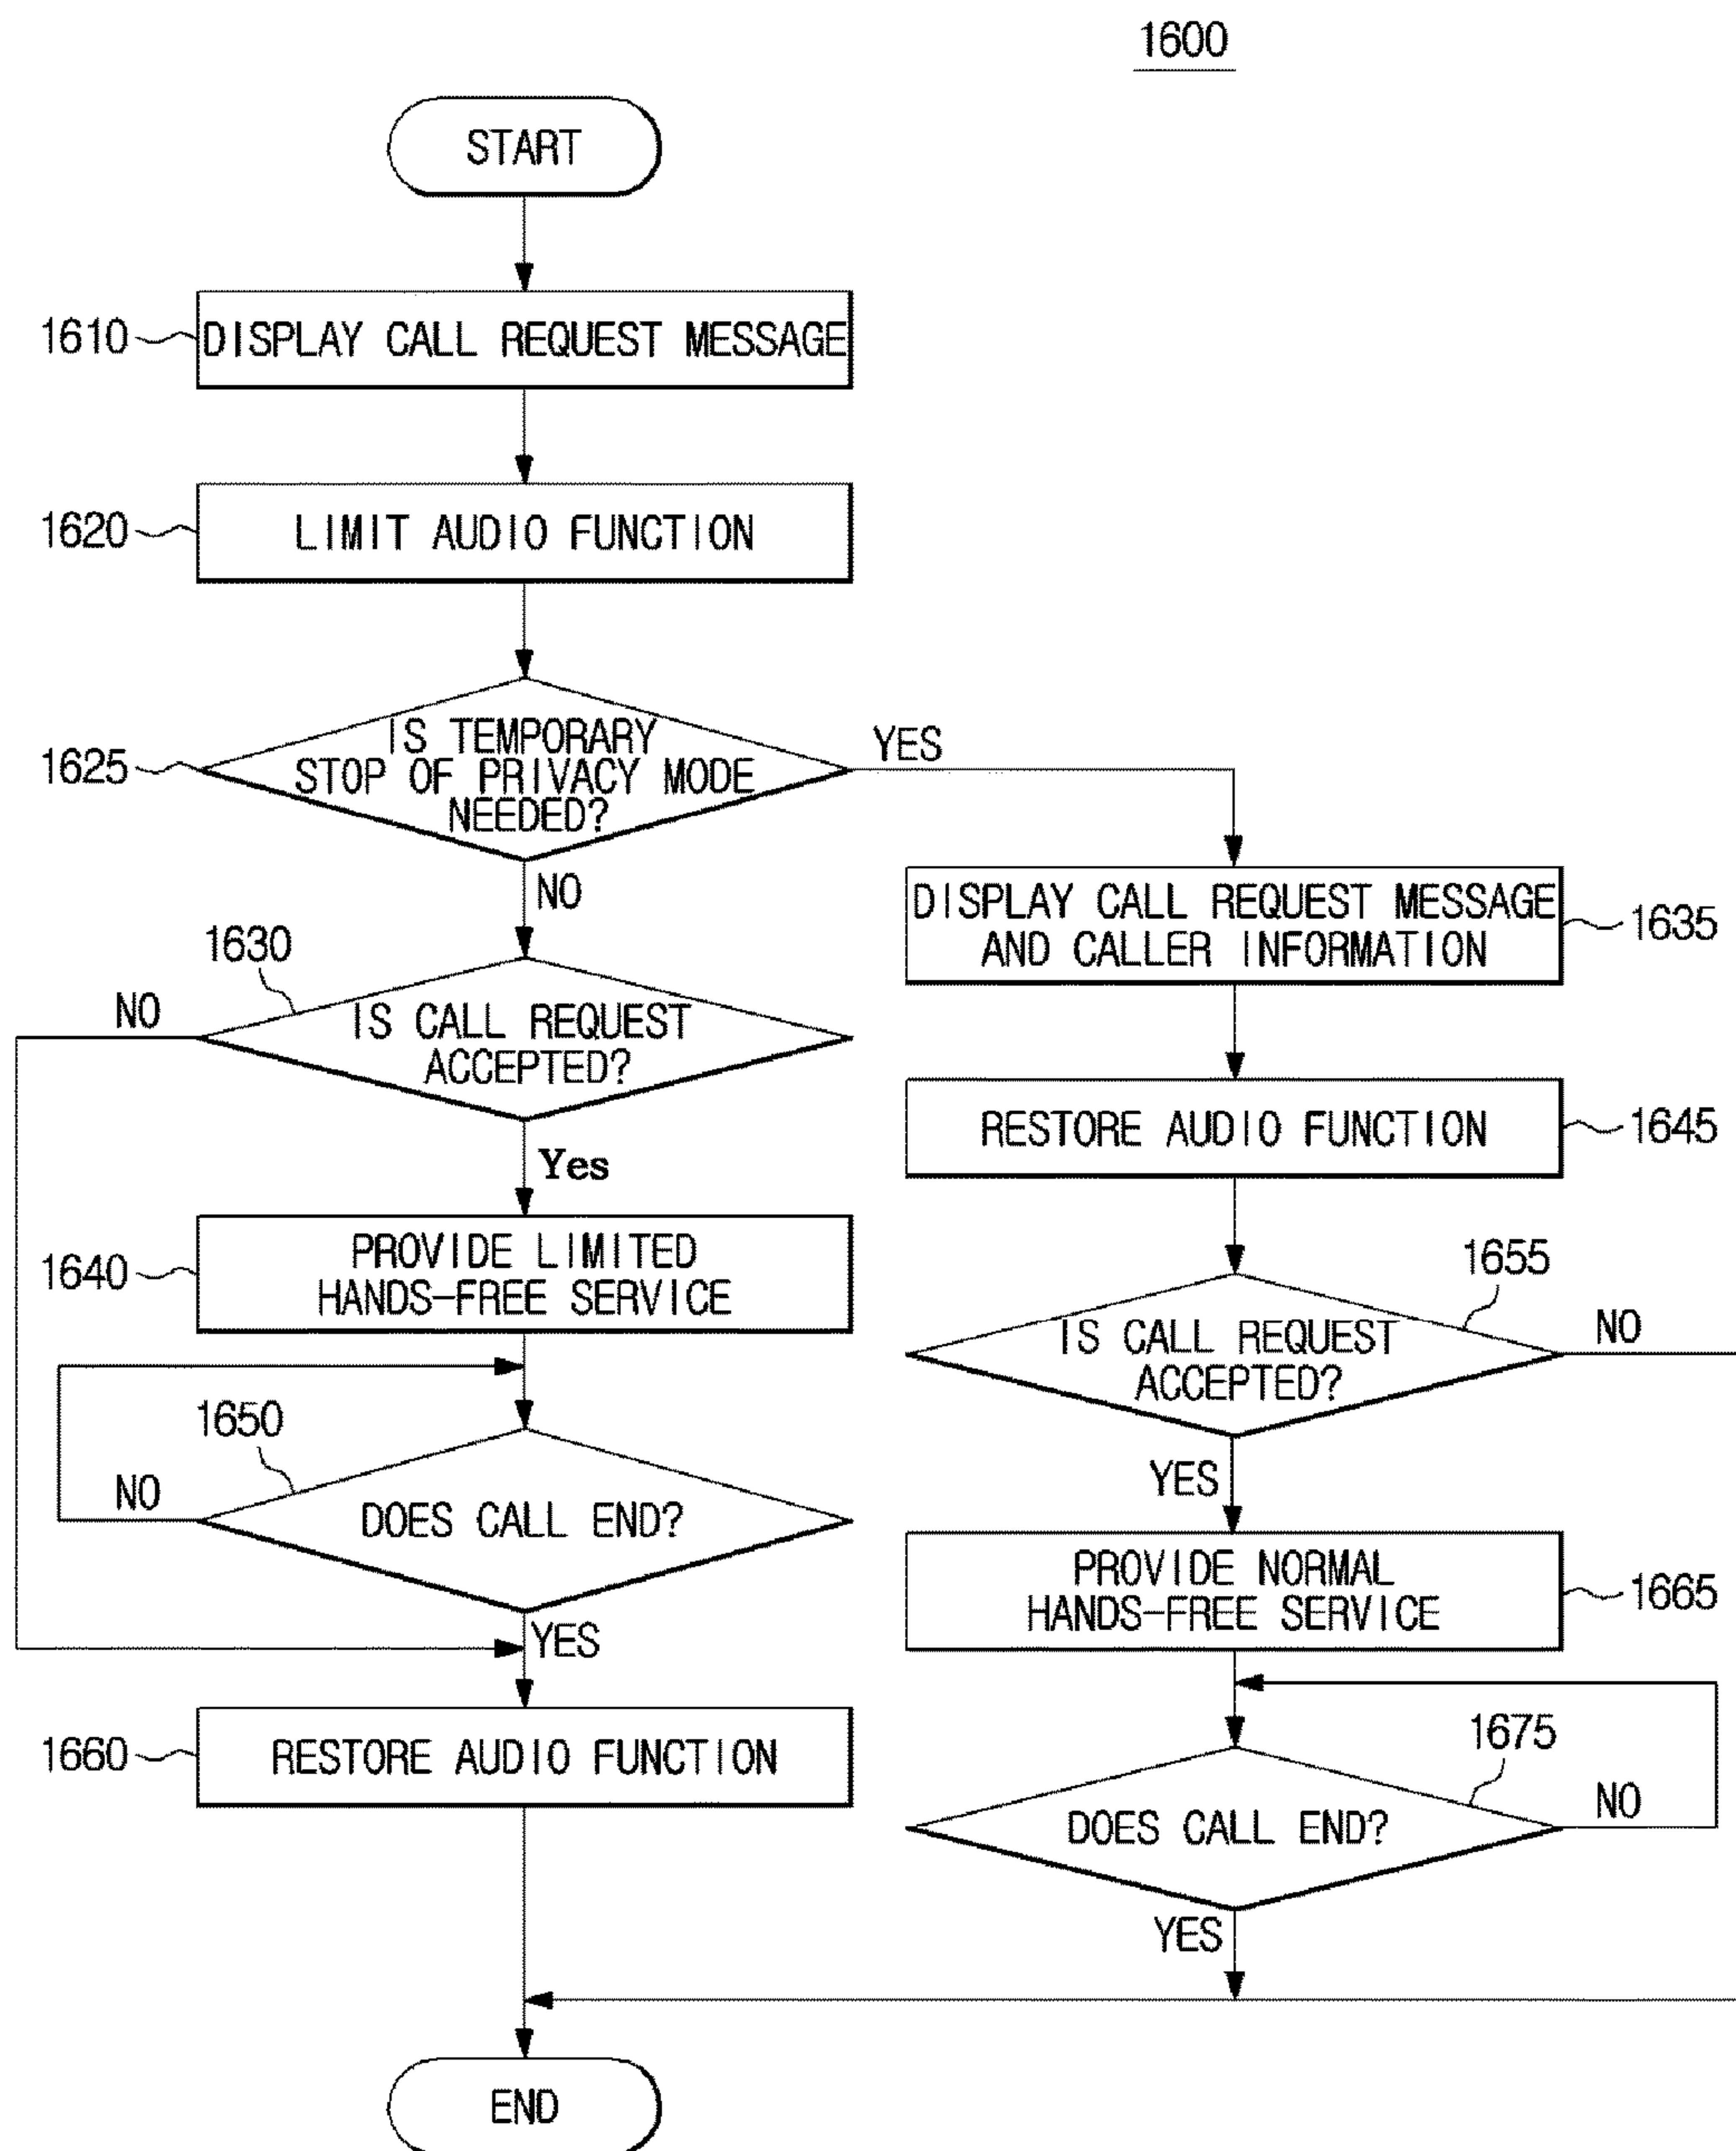 1600
START
1610
DISPLAY CALL REQUEST MESSAGE
1620
LIMIT AUDIO FUNCTION
1625
IS TEMPORARY
STOP OF PRIVACY MODE
NEEDED?
YES
NO
DISPLAY CALL REQUEST MESSAGE
AND CALLER INFORMATION
1635
1630
NO
IS CALL REQUEST
ACCEPTED?
Yes
RESTORE AUDIO FUNCTION
1645
1640
PROVIDE LIMITED
HANDS-FREE SERVICE
1655
IS CALL REQUEST
ACCEPTED?
NO
YES
1650
NO
DOES CALL END?
YES
PROVIDE NORMAL
HANDS-FREE SERVICE
1665
1660
RESTORE AUDIO FUNCTION
1675
DOES CALL END?
NO
YES
END